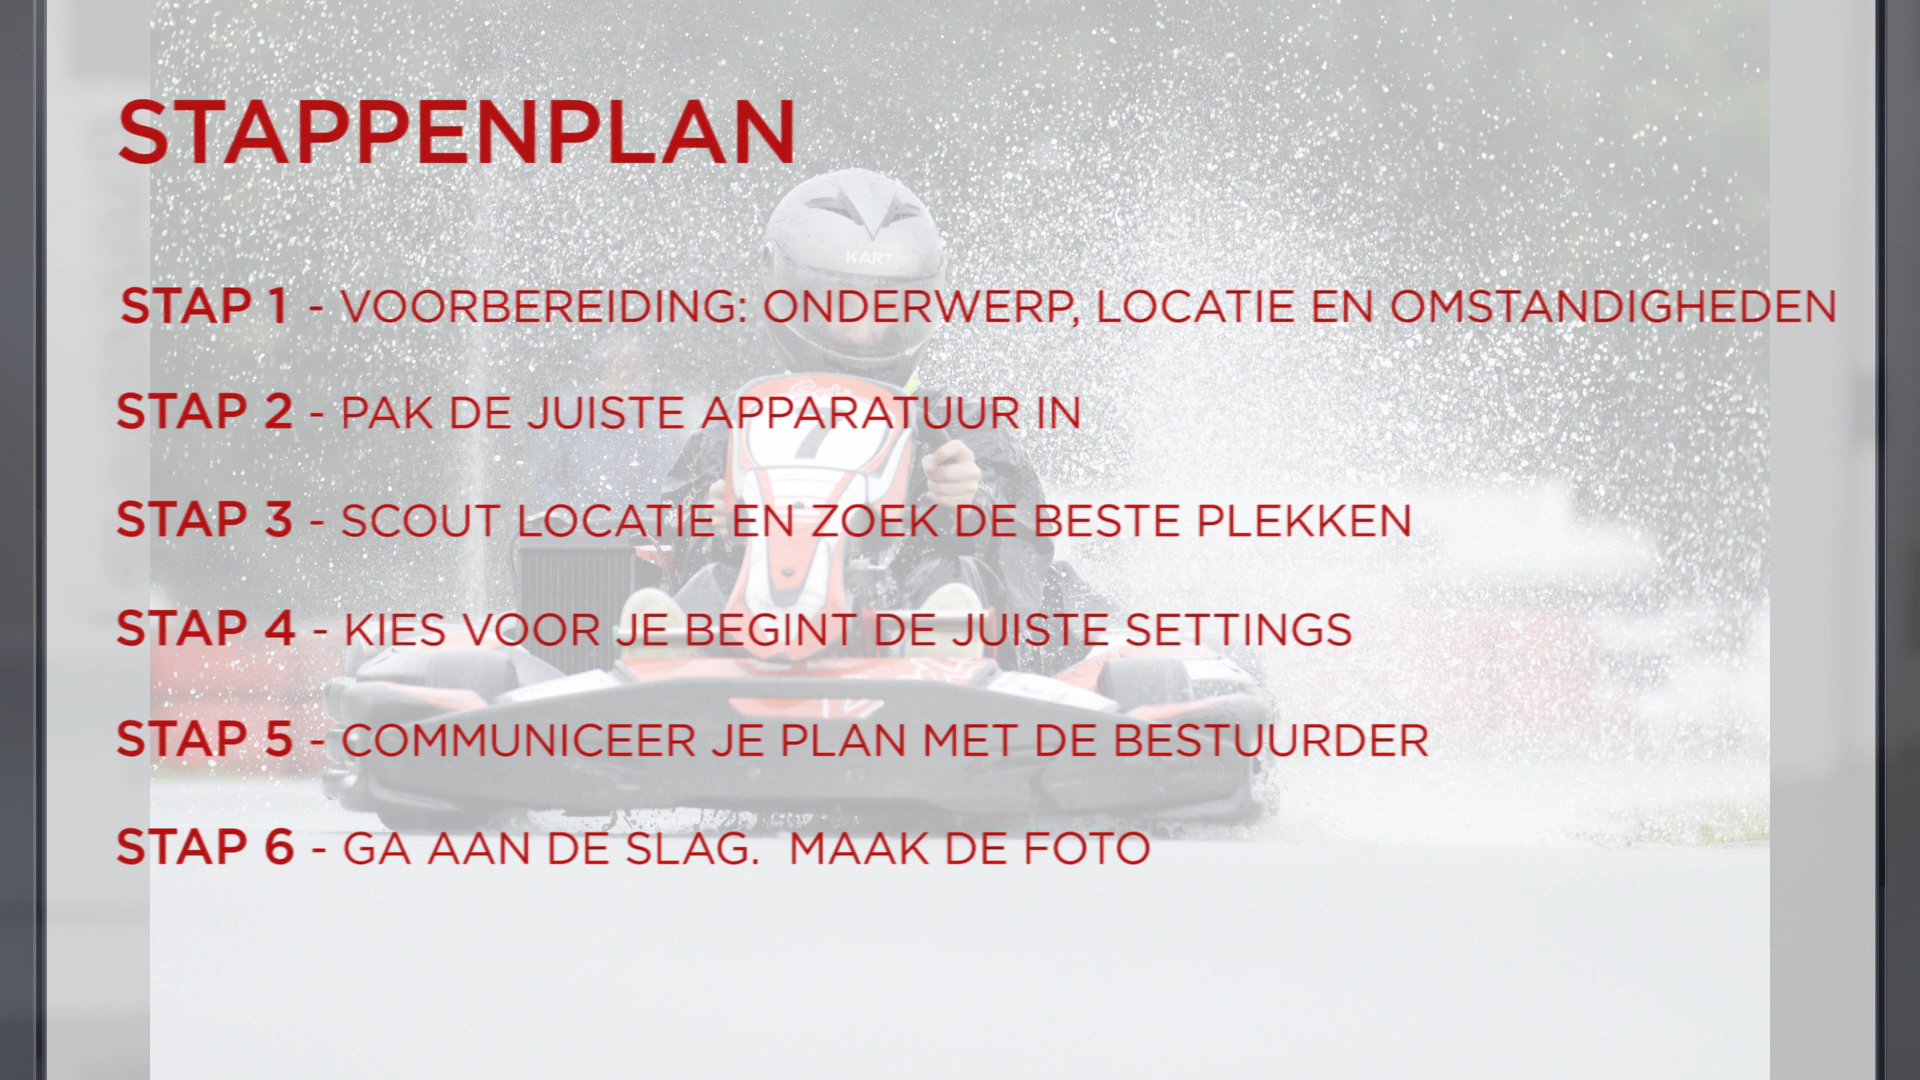 STAPPENPLAN
KART
STAP 1 - VOORBEREIDING: ONDERWERP, LOCATIE EN OMSTANDIGHEDEN
STAP 2 - PAK DE JUISTE APPARATUUR IN
7
STAP 3 - SCOUT LOCATIE EN ZOEK DE BESTE PLEKKEN
STAP 4 - KIES VOOR JE BEGINT DE JUISTE SETTINGS
STAP 5 - COMMUNICEER JE PLAN MET DE BESTUURDER
STAP 6 - GA AAN DE SLAG.  MAAK DE FOTO